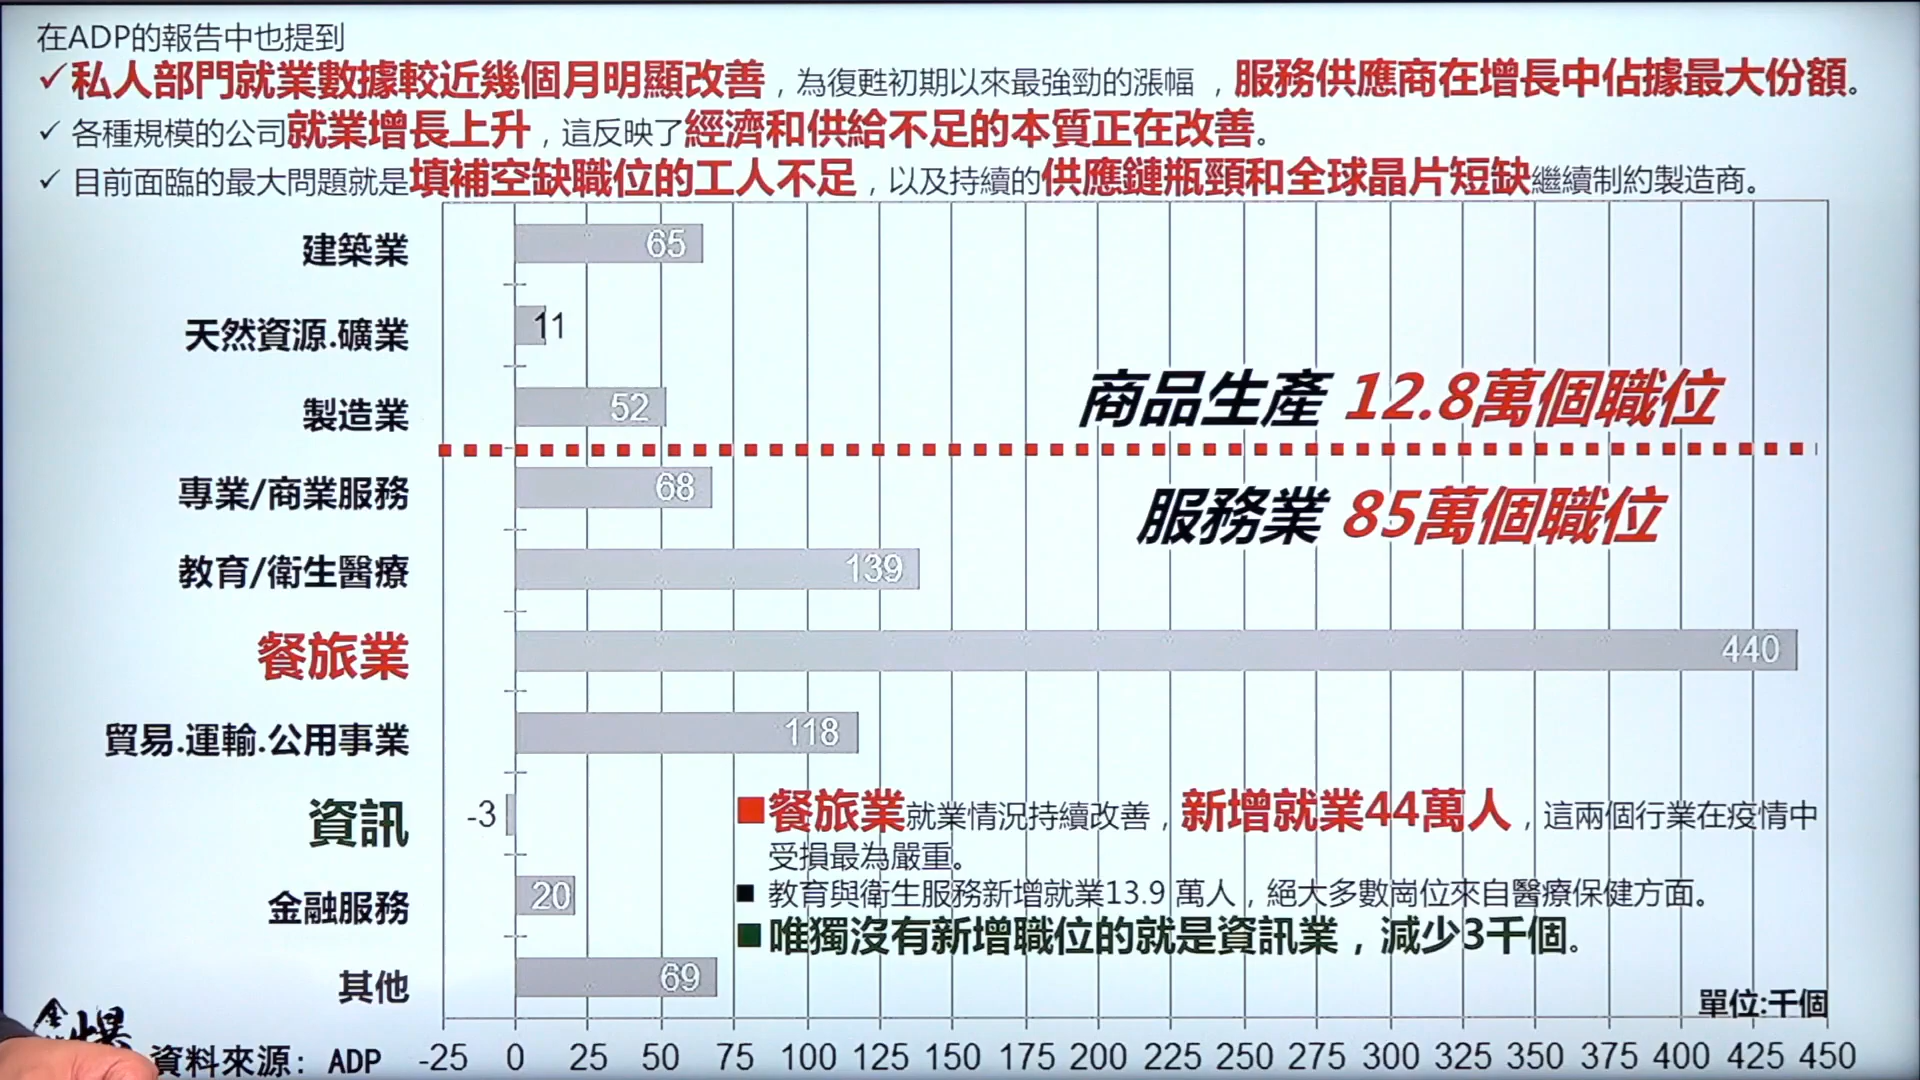 在ADP的報告中也提到
✓私人部門就業數據較近幾個月明顯改善，為復甦初期以來最強勁的漲幅 ，服務供應商在增長中佔據最大份額。
✓ 各種規模的公司就業增長上升，這反映了經濟和供給不足的本質正在改善。
✓ 目前面臨的最大問題就是填補空缺職位的工人不足，以及持續的供應鏈瓶頸和全球晶片短缺繼續制約製造商。
建築業 65
天然資源.礦業 11
製造業 52
商品生產 12.8萬個職位
專業/商業服務 68
服務業 85萬個職位
教育/衛生醫療 139
餐旅業 440
貿易.運輸.公用事業 118
資訊 -3
■餐旅業就業情況持續改善，新增就業44萬人，這兩個行業在疫情中
受損最為嚴重。
金融服務 20
■ 教育與衛生服務新增就業13.9 萬人，絕大多數崗位來自醫療保健方面。
■唯獨沒有新增職位的就是資訊業，減少3千個。
其他 69
單位:千個
資料來源: ADP
-25 0 25 50 75 100 125 150 175 200 225 250 275 300 325 350 375 400 425 450